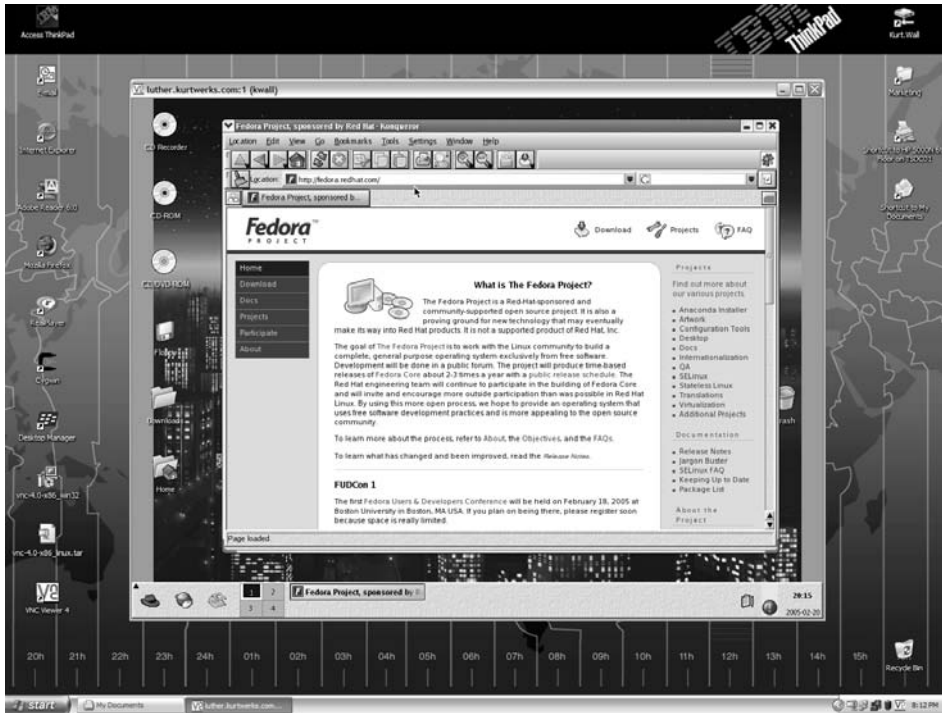 Access ThinkPad
IBM
ThinkPad
Kurt.Wall
Marketing
Internet Explorer
Adobe Reader 6.0
Mozilla Firefox
RealPlayer
Cygwin
Desktop Manager
vnc-4.0-x86_win32
vnc-4.0-x86_linux.tar
VNC Viewer 4
Shortcut to My
Documents
Recycle Bin
luther.kurtwerks.com:1 (kwall)
CD Recorder
CD-ROM
CD/DVD-ROM
Floppy
Download
Home
Fedora Project, sponsored by Red Hat - Konqueror
Location Edit View Go Bookmarks Tools Settings Window Help
Location: http://fedora.redhat.com/
Fedora Project, sponsored b...
Fedora™
PROJECT
Download Projects FAQ
Home
Download
Docs
Projects
Participate
About
What is The Fedora Project?
The Fedora Project is a Red-Hat-sponsored and
community-supported open source project. It is also a
proving ground for new technology that may eventually
make its way into Red Hat products. It is not a supported product of Red Hat, Inc.
The goal of The Fedora Project is to work with the Linux community to build a
complete, general purpose operating system exclusively from free software.
Development will be done in a public forum. The project will produce time-based
releases of Fedora Core about 2-3 times a year with a public release schedule. The
Red Hat engineering team will continue to participate in the building of Fedora Core
and will invite and encourage more outside participation than was possible in Red Hat
Linux. By using this more open process, we hope to provide an operating system that
uses free software development practices and is more appealing to the open source
community.
To learn more about the process, refer to About, the Objectives, and the FAQs.
To learn what has changed and been improved, read the Release Notes.
FUDCon 1
The first Fedora Users & Developers Conference will be held on February 18, 2005 at
Boston University in Boston, MA USA. If you plan on being there, please register soon
because space is really limited.
Projects
Find out more about
our various projects.
Anaconda Installer
Artwork
Configuration Tools
Desktop
Docs
Internationalization
QA
SELinux
Stateless Linux
Translations
Virtualization
Additional Projects
Documentation
Release Notes
Jargon Buster
SELinux FAQ
Keeping Up to Date
Package List
About the
Project
Page loaded.
1 2
3 4
Fedora Project, sponsored by
20:15
2005-02-20
20h 21h 22h 23h 24h 01h 02h 03h 04h 05h 06h 07h 08h 09h 10h 11h 12h 13h 14h 15h
start My Documents luther.kurtwerks.com... 8:12 PM